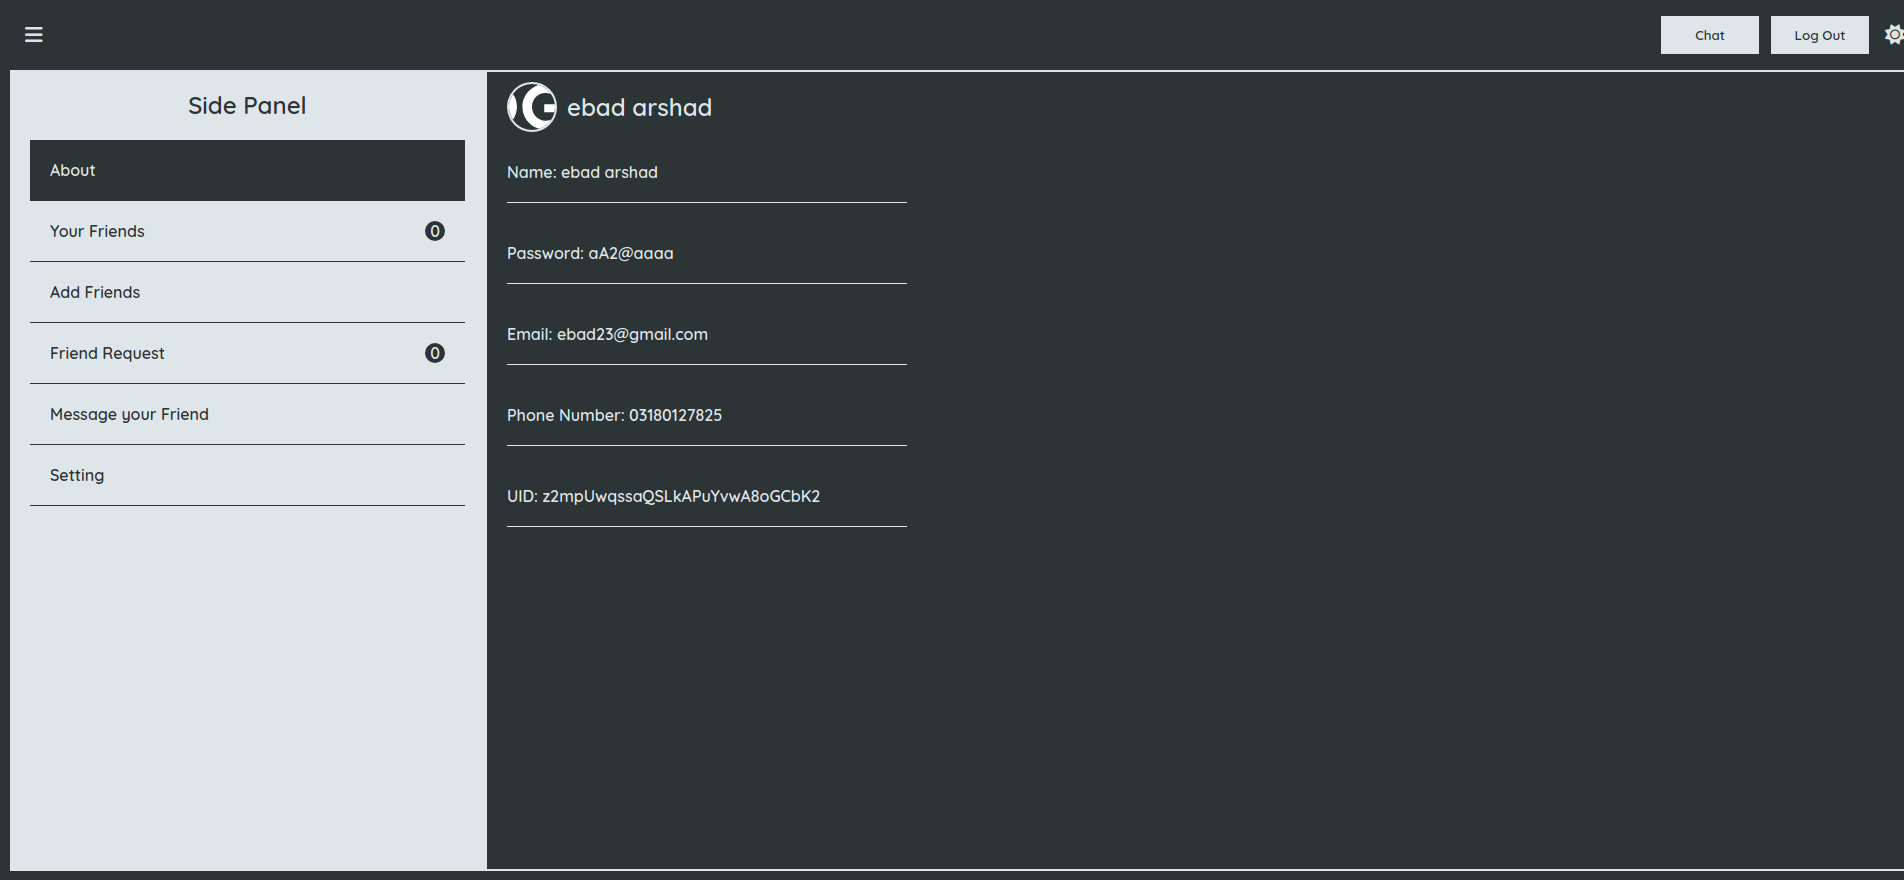 Chat
Log Out
Side Panel
About
Your Friends 0
Add Friends
Friend Request 0
Message your Friend
Setting
ebad arshad
Name: ebad arshad
Password: aA2@aaaa
Email: ebad23@gmail.com
Phone Number: 03180127825
UID: z2mpUwqssaQSLkAPuYvwA8oGCbK2